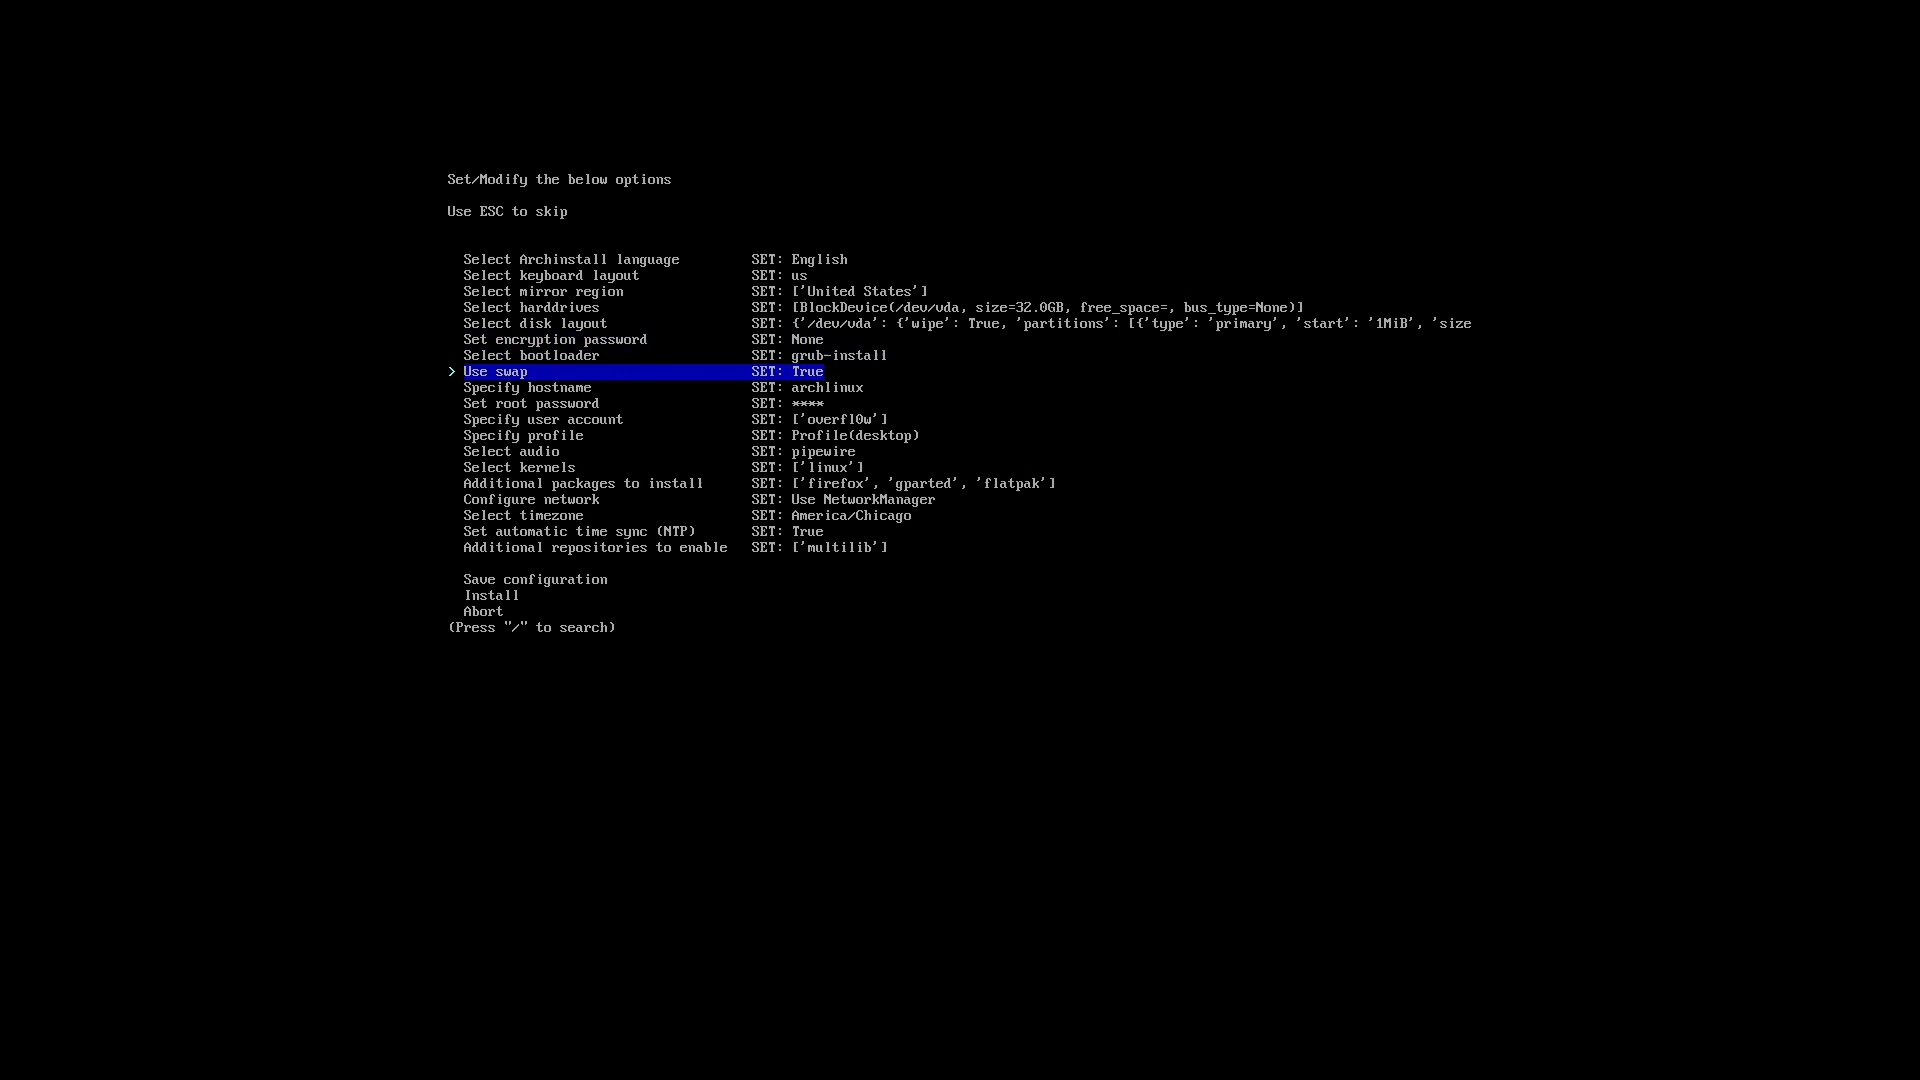 Set/Modify the below options
Use ESC to skip
Select Archinstall language SET: English
Select keyboard layout SET: us
Select mirror region SET: ['United States']
Select harddrives SET: [BlockDevice(/dev/vda, size=32.0GB, free_space=, bus_type=None)]
Select disk layout SET: {'/dev/vda': {'wipe': True, 'partitions': [{'type': 'primary', 'start': '1MiB', 'size
Set encryption password SET: None
Select bootloader SET: grub-install
> Use swap SET: True
Specify hostname SET: archlinux
Set root password SET: ****
Specify user account SET: ['overfl0w']
Specify profile SET: Profile(desktop)
Select audio SET: pipewire
Select kernels SET: ['linux']
Additional packages to install SET: ['firefox', 'gparted', 'flatpak']
Configure network SET: Use NetworkManager
Select timezone SET: America/Chicago
Set automatic time sync (NTP) SET: True
Additional repositories to enable SET: ['multilib']
Save configuration
Install
Abort
(Press "/" to search)